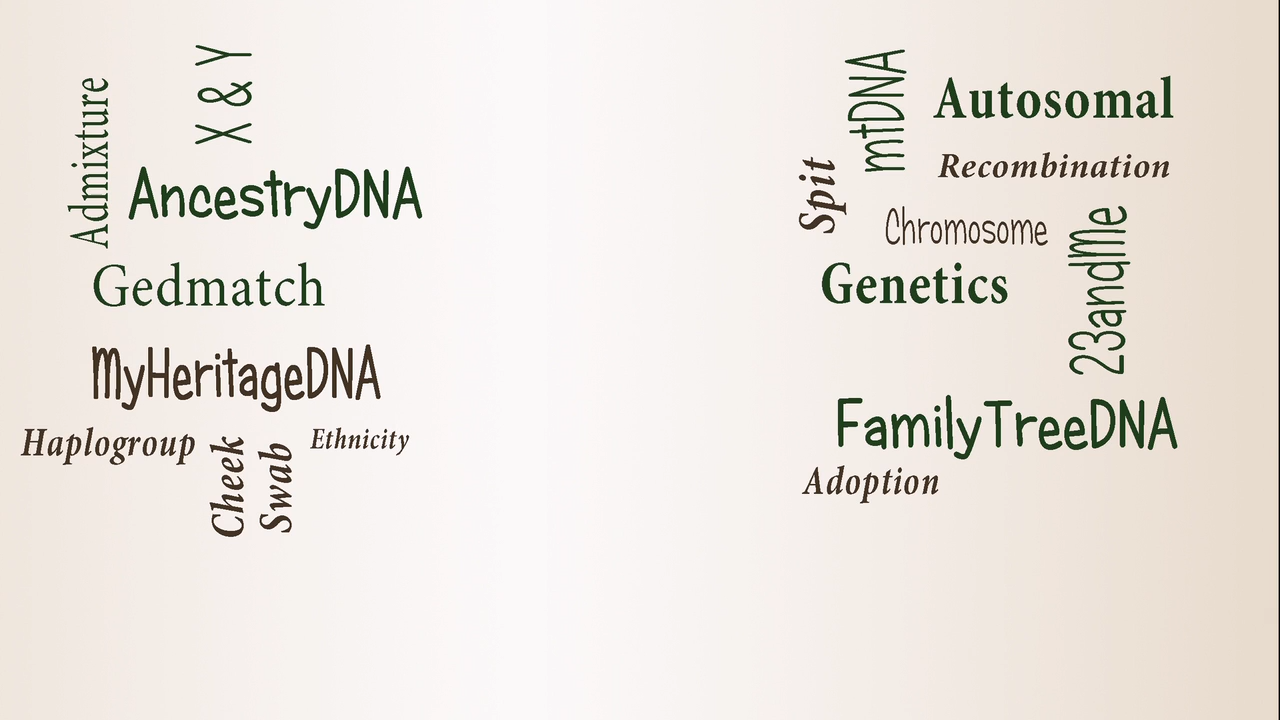 X & Y
Admixture
AncestryDNA
Gedmatch
MyHeritageDNA
Haplogroup
Cheek
Swab
Ethnicity
mtDNA
Autosomal
Spit
Recombination
Chromosome
23andMe
Genetics
FamilyTreeDNA
Adoption